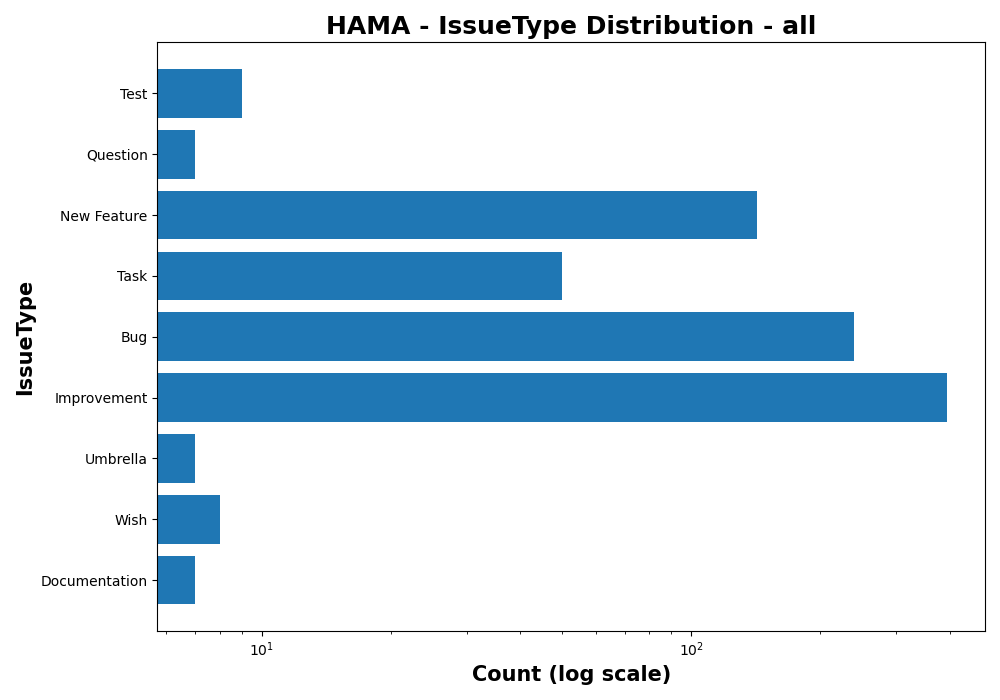 HAMA - IssueType Distribution - all
IssueType
Test
Question
New Feature
Task
Bug
Improvement
Umbrella
Wish
Documentation
10¹ 10²
Count (log scale)